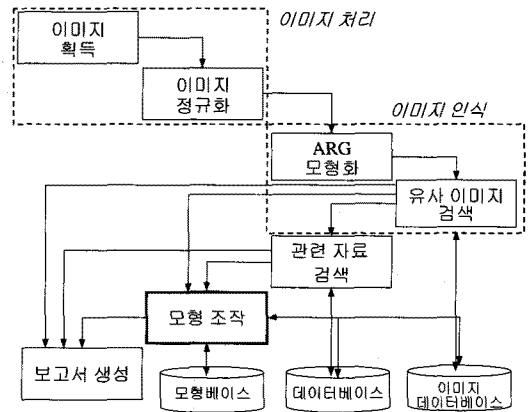 이미지 처리
이미지
획득
이미지
정규화
이미지 인식
ARG
모형화
유사 이미지
검색
관련 자료
검색
모형 조작
보고서 생성
모형베이스
데이터베이스
이미지
데이터베이스